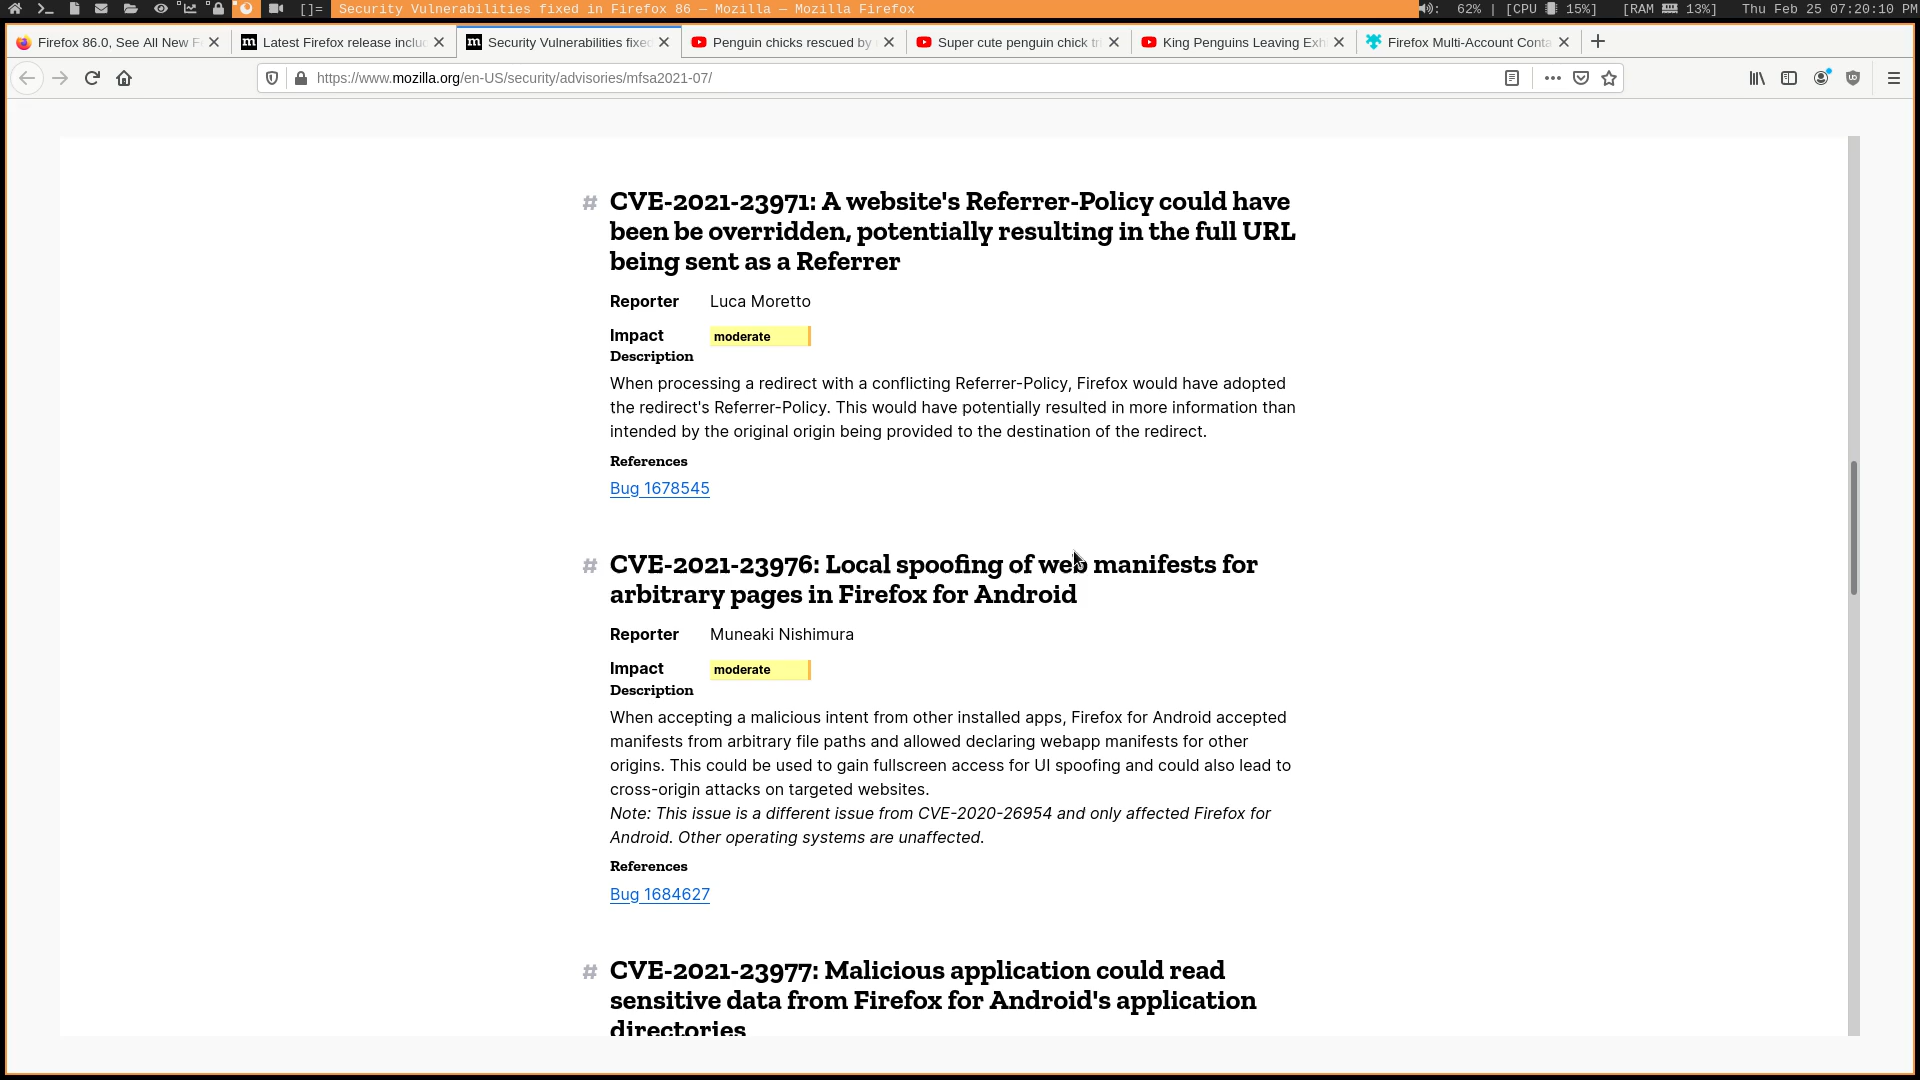 []= Security Vulnerabilities fixed in Firefox 86 — Mozilla — Mozilla Firefox : 62% | [CPU 15%] [RAM 13%] Thu Feb 25 07:20:10 PM
Firefox 86.0, See All New F Latest Firefox release inclu Security Vulnerabilities fixe Penguin chicks rescued by Super cute penguin chick tr King Penguins Leaving Exh Firefox Multi-Account Conta
https://www.mozilla.org/en-US/security/advisories/mfsa2021-07/
# CVE-2021-23971: A website's Referrer-Policy could have
been be overridden, potentially resulting in the full URL
being sent as a Referrer
Reporter Luca Moretto
Impact moderate
Description
When processing a redirect with a conflicting Referrer-Policy, Firefox would have adopted
the redirect's Referrer-Policy. This would have potentially resulted in more information than
intended by the original origin being provided to the destination of the redirect.
References
Bug 1678545
# CVE-2021-23976: Local spoofing of web manifests for
arbitrary pages in Firefox for Android
Reporter Muneaki Nishimura
Impact moderate
Description
When accepting a malicious intent from other installed apps, Firefox for Android accepted
manifests from arbitrary file paths and allowed declaring webapp manifests for other
origins. This could be used to gain fullscreen access for UI spoofing and could also lead to
cross-origin attacks on targeted websites.
Note: This issue is a different issue from CVE-2020-26954 and only affected Firefox for
Android. Other operating systems are unaffected.
References
Bug 1684627
# CVE-2021-23977: Malicious application could read
sensitive data from Firefox for Android's application
directories